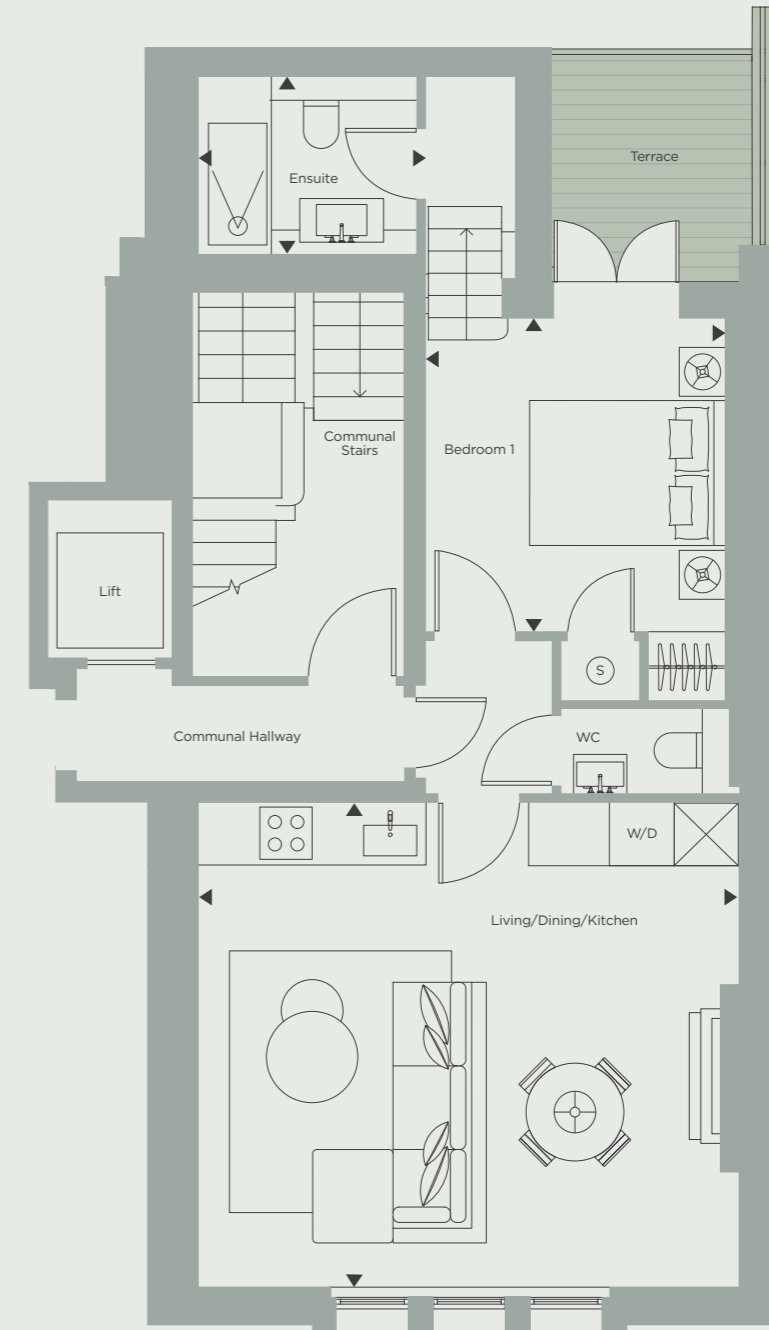 Terrace
Ensuite
Communal
Stairs
Bedroom 1
Lift
S
Communal Hallway
WC
W/D
Living/Dining/Kitchen